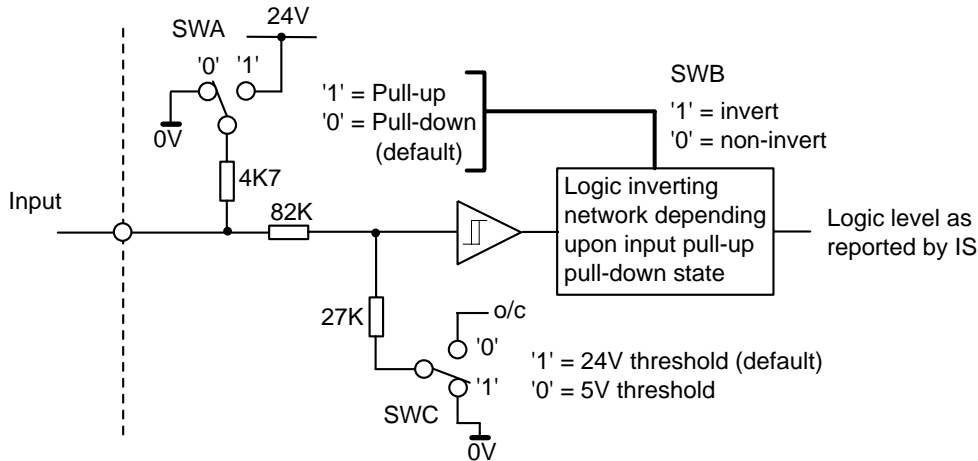 24V
SWA
'0'
'1'
0V
4K7
Input
82K
'1' = Pull-up
'0' = Pull-down
(default)
SWB
'1' = invert
'0' = non-invert
Logic inverting
network depending
upon input pull-up
pull-down state
Logic level as
reported by IS
27K
o/c
'0'
'1'
SWC
0V
'1' = 24V threshold (default)
'0' = 5V threshold